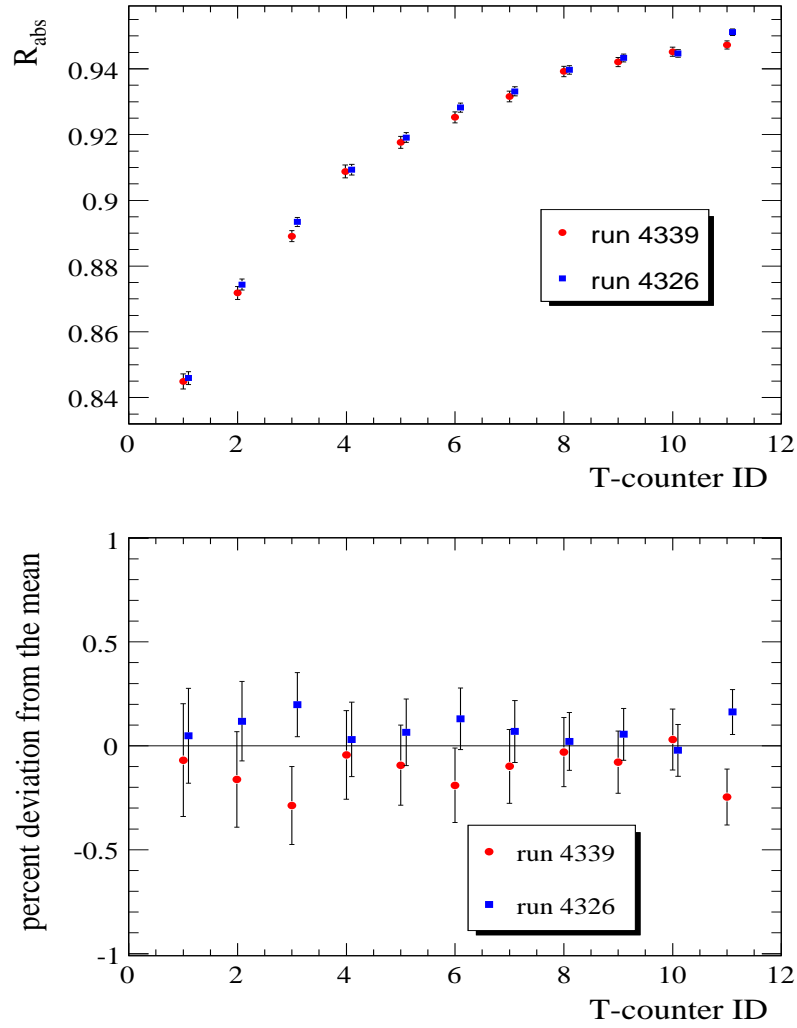 R_abs
0.94
0.92
0.9
0.88
0.86
0.84
run 4339
run 4326
0 2 4 6 8 10 12
T-counter ID
percent deviation from the mean
1
0.5
0
-0.5
-1
run 4339
run 4326
0 2 4 6 8 10 12
T-counter ID